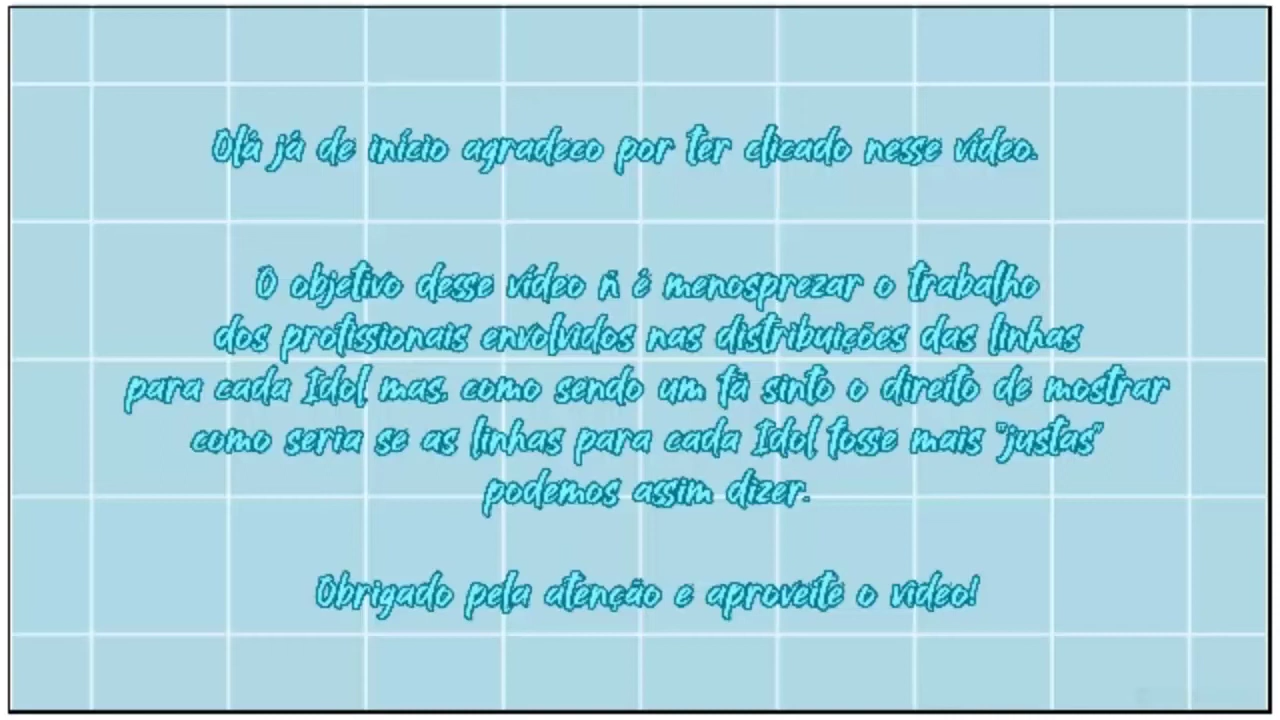 Olá já de início agradeco por ter clicado nesse vídeo.
O objetivo desse vídeo ñ é menosprezar o trabalho
dos profissionais envolvidos nas distribuições das linhas
para cada Idol mas. como sendo um fã sinto o direito de mostrar
como seria se as linhas para cada Idol fosse mais "justas"
podemos assim dizer.
Obrigado pela atenção e aproveite o video!